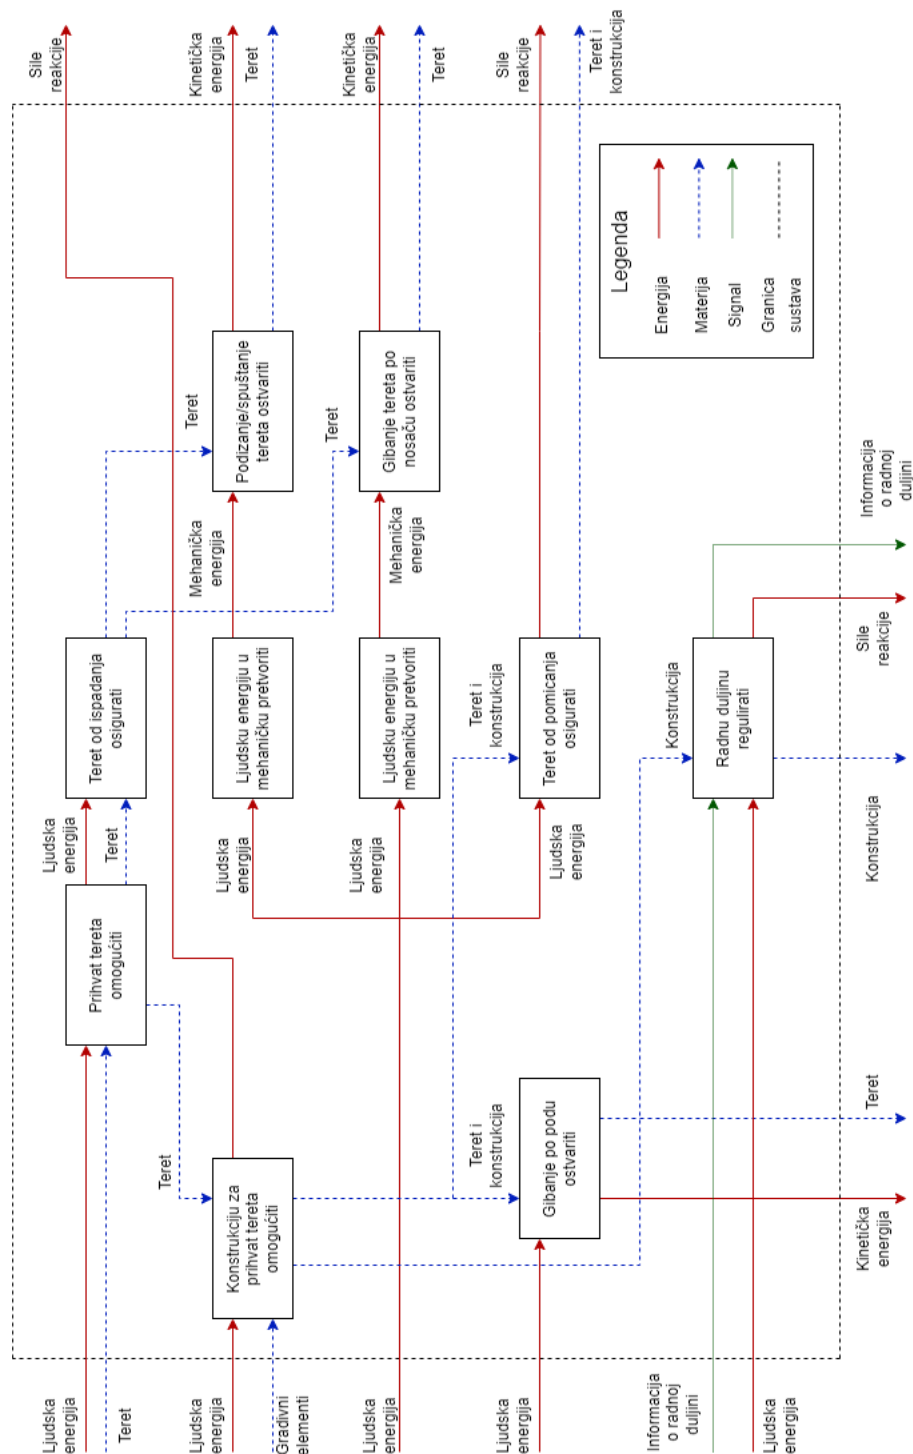 Ljudska
energija
Teret
Prihvat tereta
omogućiti
Ljudska
energija
Teret
Teret od ispadanja
osigurati
Sile
reakcije
Teret
Teret
Ljudska
energija
Gradivni
elementi
Konstrukciju za
prihvat tereta
omogućiti
Ljudska
energija
Ljudsku energiju u
mehaničku pretvoriti
Mehanička
energija
Podizanje/spuštanje
tereta ostvariti
Kinetička
energija
Teret
Teret
Ljudska
energija
Ljudska
energija
Ljudsku energiju u
mehaničku pretvoriti
Mehanička
energija
Gibanje tereta po
nosaču ostvariti
Kinetička
energija
Teret
Teret i
konstrukcija
Teret i
konstrukcija
Ljudska
energija
Gibanje po podu
ostvariti
Ljudska
energija
Teret od pomicanja
osigurati
Sile
reakcije
Teret i
konstrukcija
Konstrukcija
Informacija
o radnoj
duljini
Ljudska
energija
Radnu duljinu
regulirati
Legenda
Energija
Materija
Signal
Granica
sustava
Kinetička
energija
Teret
Konstrukcija
Sile
reakcije
Informacija
o radnoj
duljini